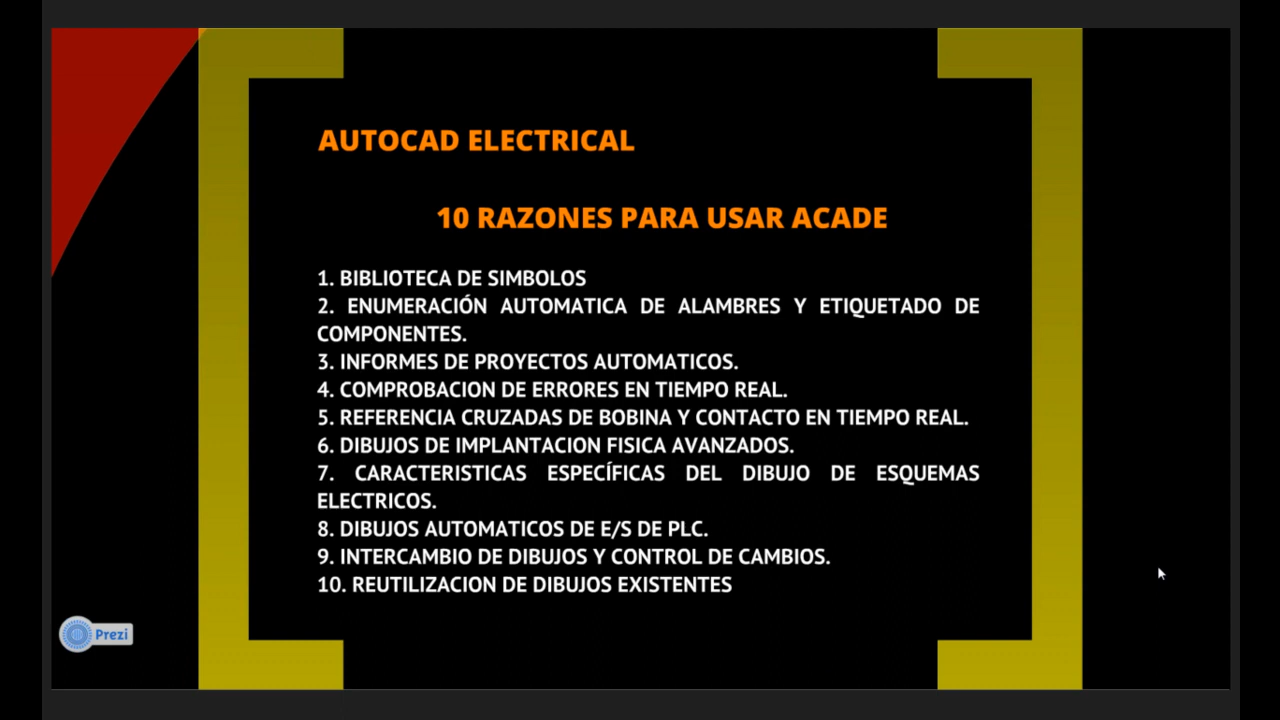 AUTOCAD ELECTRICAL
10 RAZONES PARA USAR ACADE
1. BIBLIOTECA DE SIMBOLOS
2. ENUMERACIÓN AUTOMATICA DE ALAMBRES Y ETIQUETADO DE
COMPONENTES.
3. INFORMES DE PROYECTOS AUTOMATICOS.
4. COMPROBACION DE ERRORES EN TIEMPO REAL.
5. REFERENCIA CRUZADAS DE BOBINA Y CONTACTO EN TIEMPO REAL.
6. DIBUJOS DE IMPLANTACION FISICA AVANZADOS.
7. CARACTERISTICAS ESPECÍFICAS DEL DIBUJO DE ESQUEMAS
ELECTRICOS.
8. DIBUJOS AUTOMATICOS DE E/S DE PLC.
9. INTERCAMBIO DE DIBUJOS Y CONTROL DE CAMBIOS.
10. REUTILIZACION DE DIBUJOS EXISTENTES
Prezi